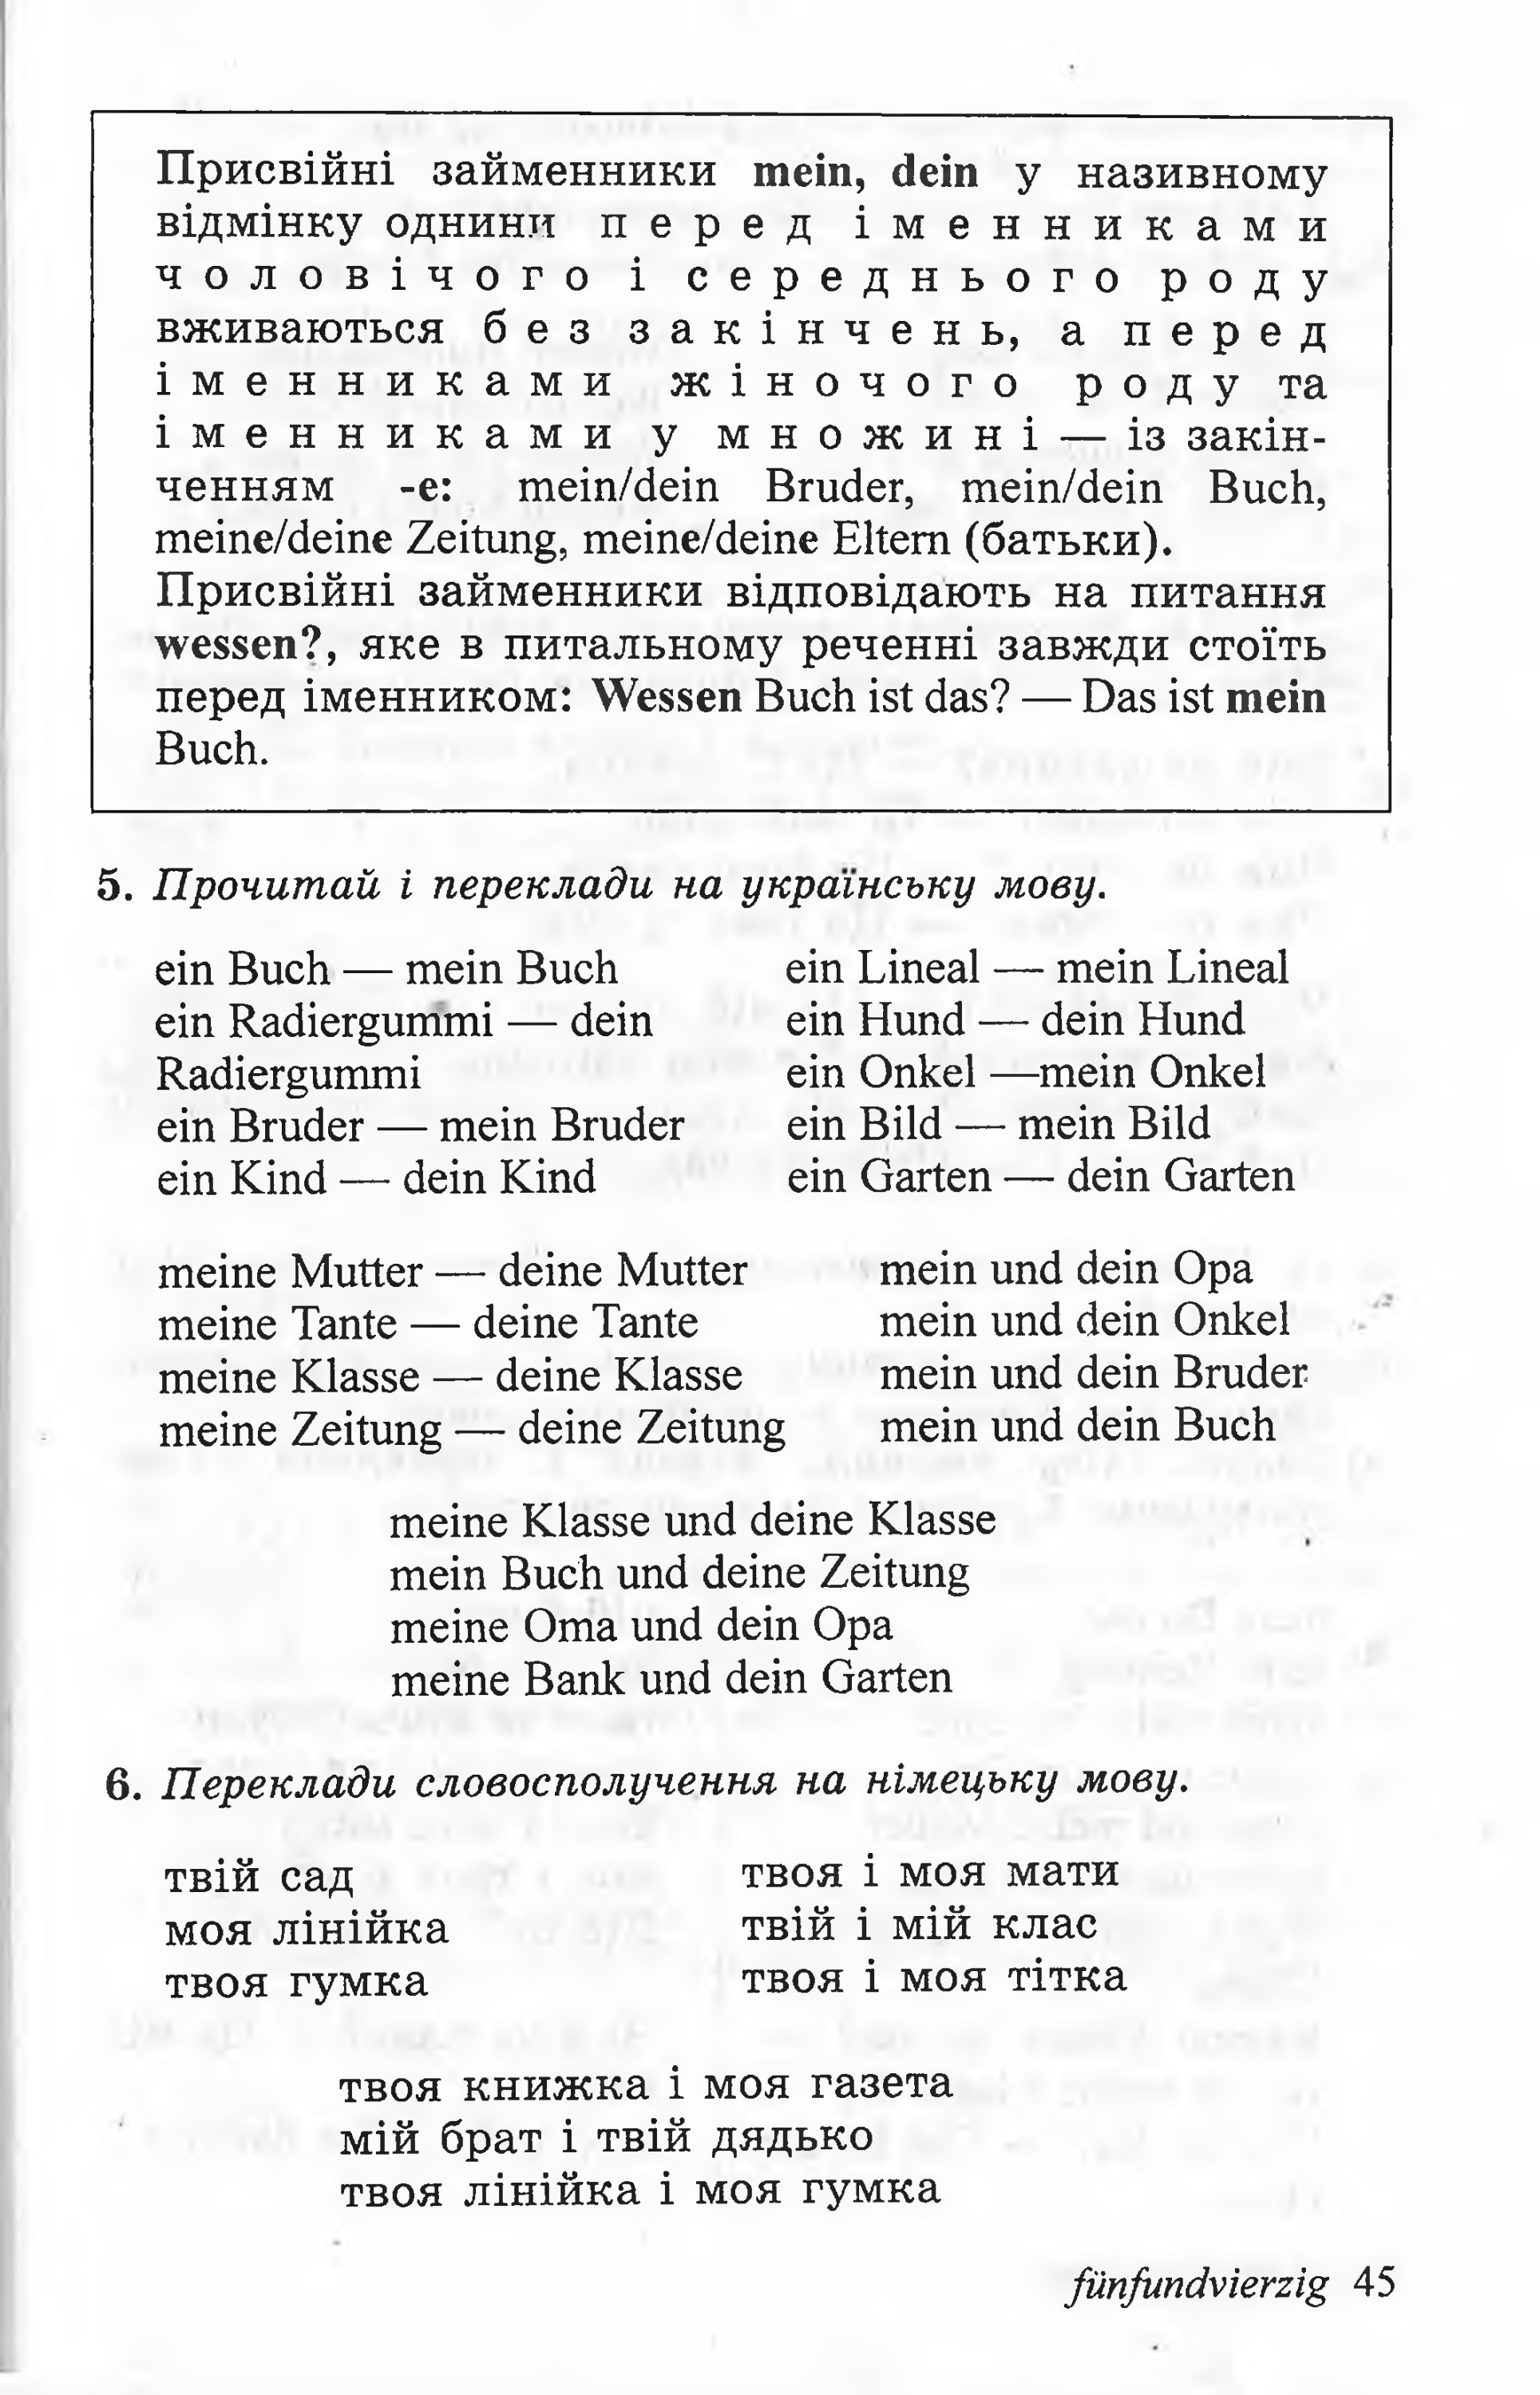 Присвійні займенники mein, dein у називному
відмінку однини перед іменниками
чоловічого і середнього роду
вживаються без закінчень, а перед
іменниками жіночого роду та
іменниками у множині — із закін-
ченням -е: mein/dein Bruder, mein/dein Buch,
meine/deine Zeitung, meine/deine Eltern (батьки).
Присвійні займенники відповідають на питання
wessen?, яке в питальному реченні завжди стоїть
перед іменником: Wessen Buch ist das? — Das ist mein
Buch.
5. Прочитай і переклади на українську мову.
ein Buch — mein Buch
ein Radiergummi — dein
Radiergummi
ein Bruder — mein Bruder
ein Kind — dein Kind
ein Lineal — mein Lineal
ein Hund — dein Hund
ein Onkel —mein Onkel
ein Bild — mein Bild
ein Garten — dein Garten
meine Mutter — deine Mutter
meine Tante — deine Tante
meine Klasse — deine Klasse
meine Zeitung — deine Zeitung
mein und dein Opa
mein und dein Onkel
mein und dein Bruder
mein und dein Buch
meine Klasse und deine Klasse
mein Buch und deine Zeitung
meine Oma und dein Opa
meine Bank und dein Garten
6. Переклади словосполучення на німецьку мову.
твій сад
моя лінійка
твоя гумка
твоя і моя мати
твій і мій клас
твоя і моя тітка
твоя книжка і моя газета
мій брат і твій дядько
твоя лінійка і моя гумка
fünfundvierzig 45